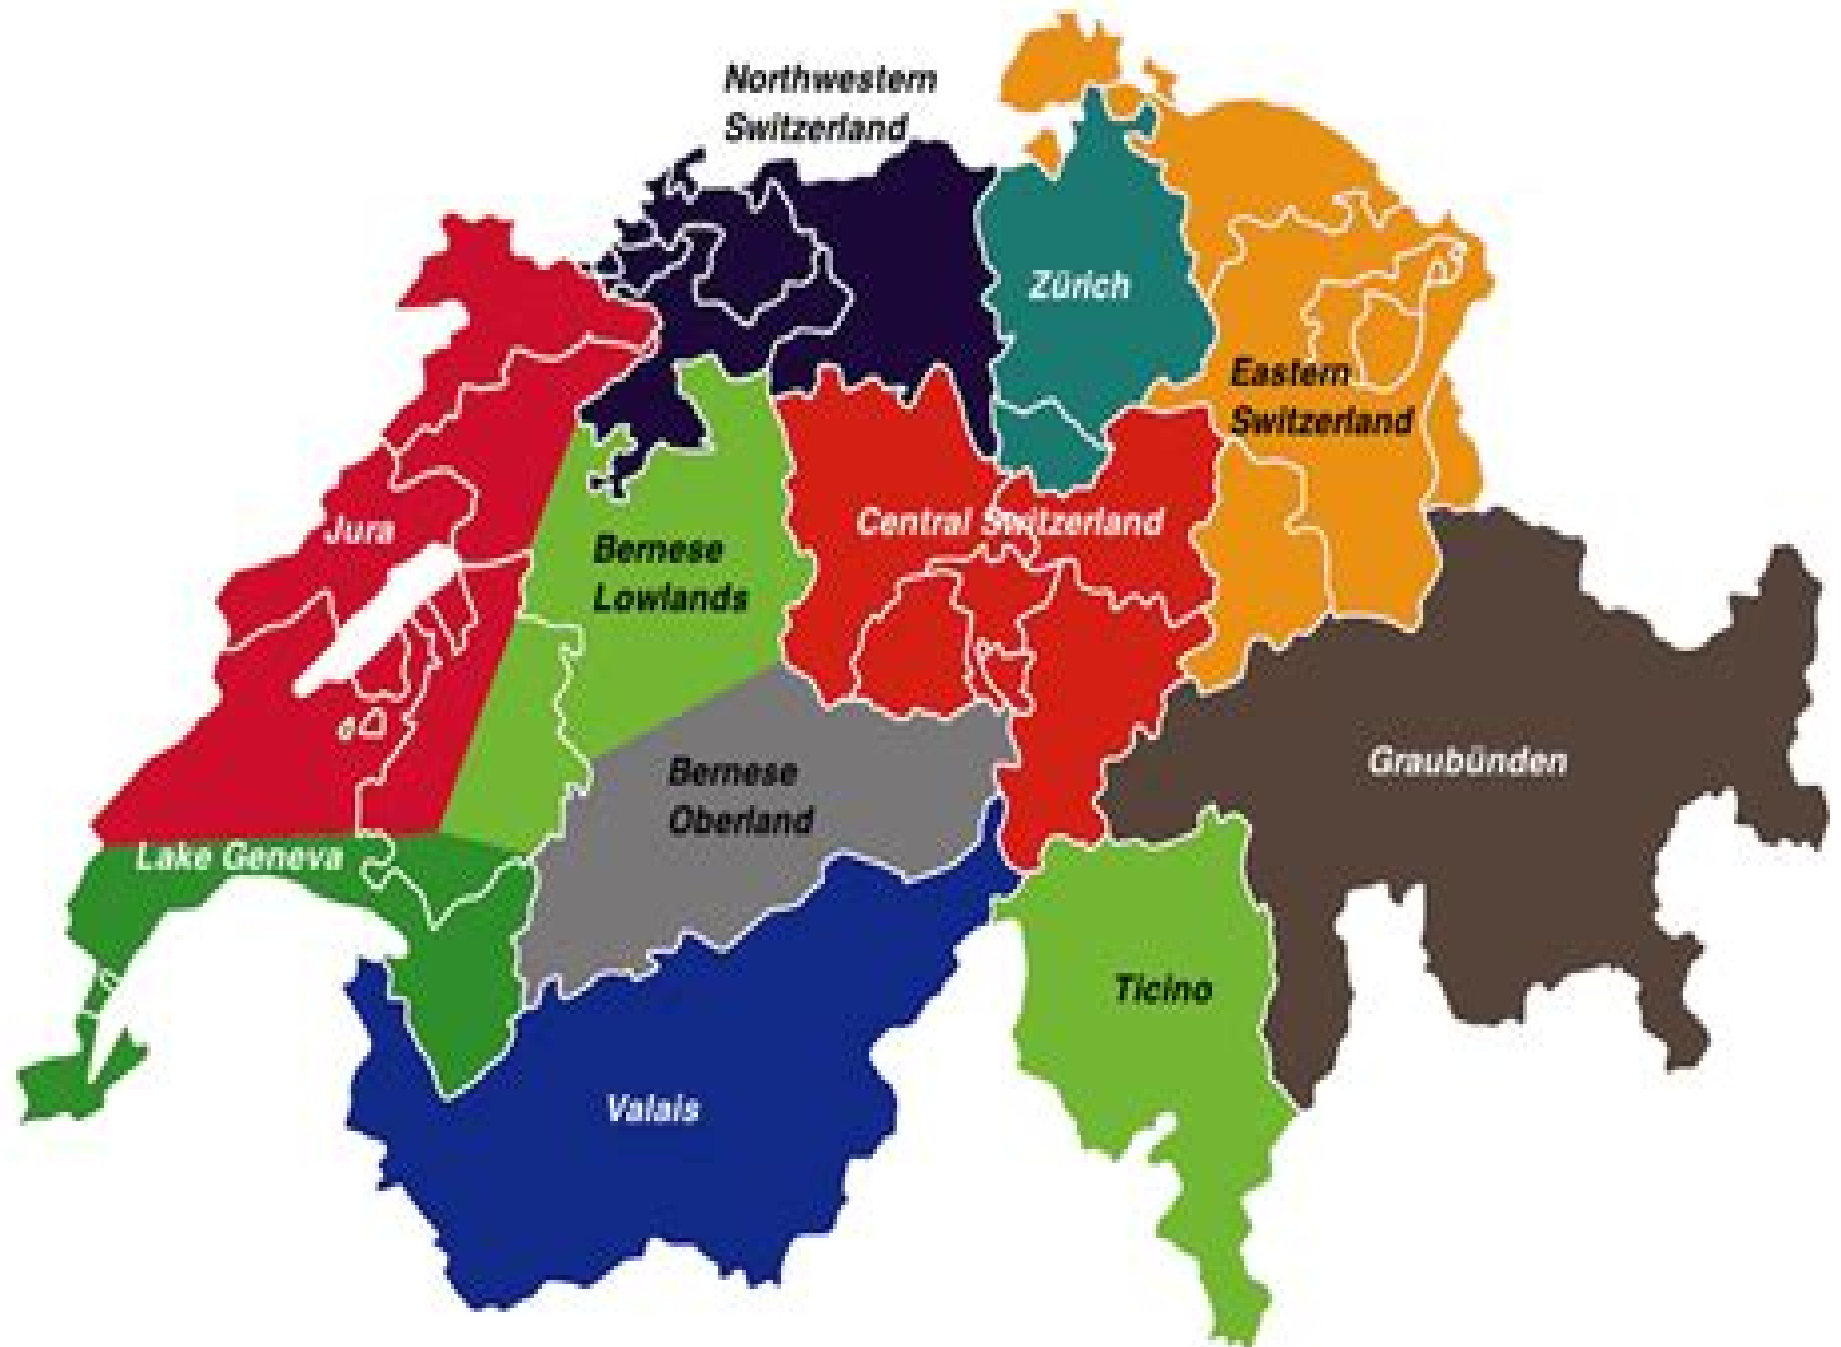 Northwestern
Switzerland
Zürich
Eastern
Switzerland
Jura
Central Switzerland
Bernese
Lowlands
Bernese
Oberland
Graubünden
Lake Geneva
Ticino
Valais